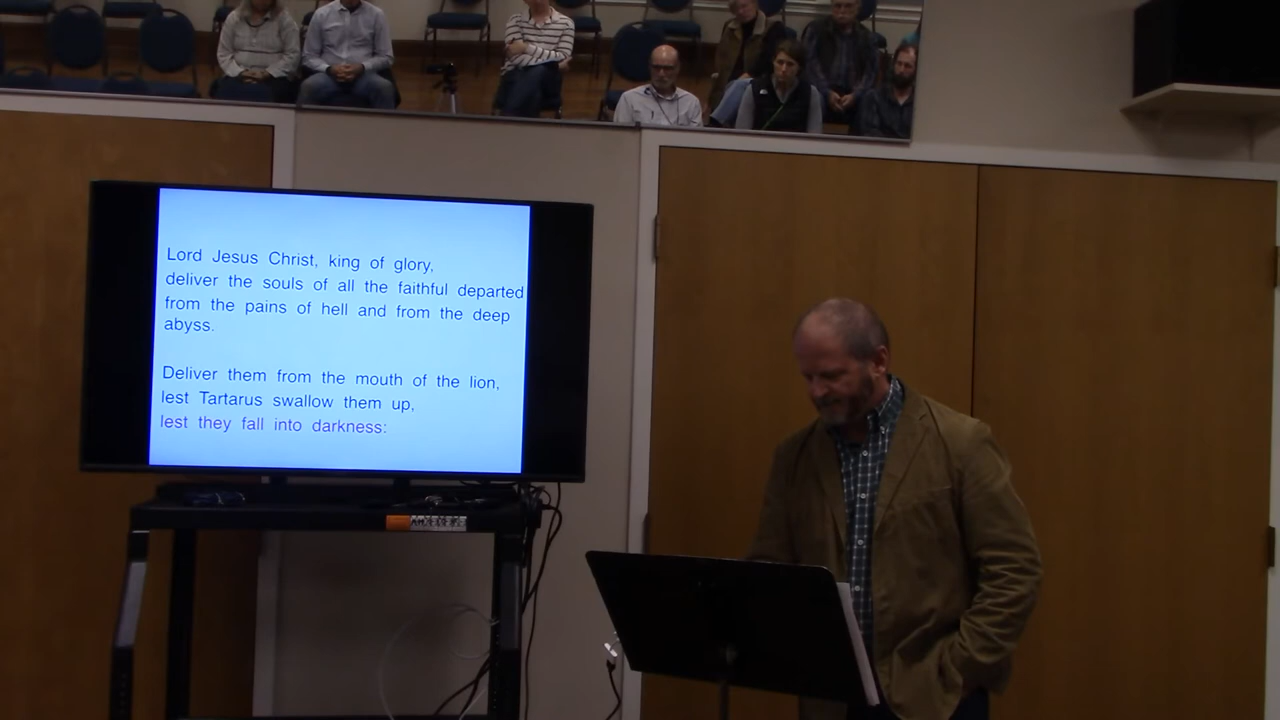 Lord Jesus Christ, king of glory,
deliver the souls of all the faithful departed
from the pains of hell and from the deep
abyss.
Deliver them from the mouth of the lion,
lest Tartarus swallow them up,
lest they fall into darkness: